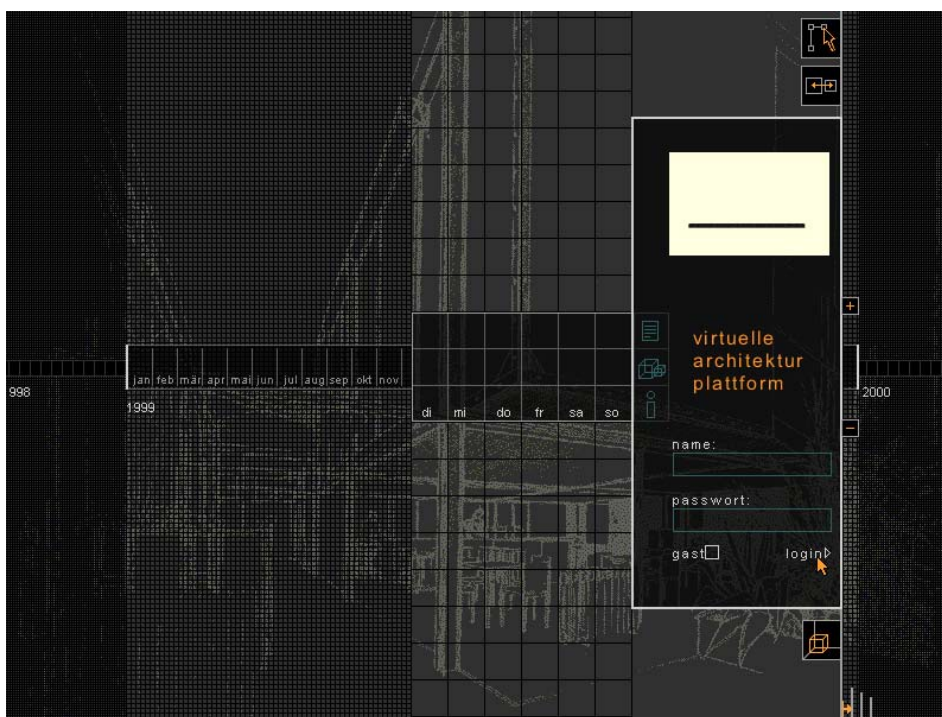 virtuelle
architektur
plattform
998
jan feb mär apr mai jun jul aug sep okt nov
1999
di mi do fr sa so
2000
+
−
name:
passwort:
gast
login